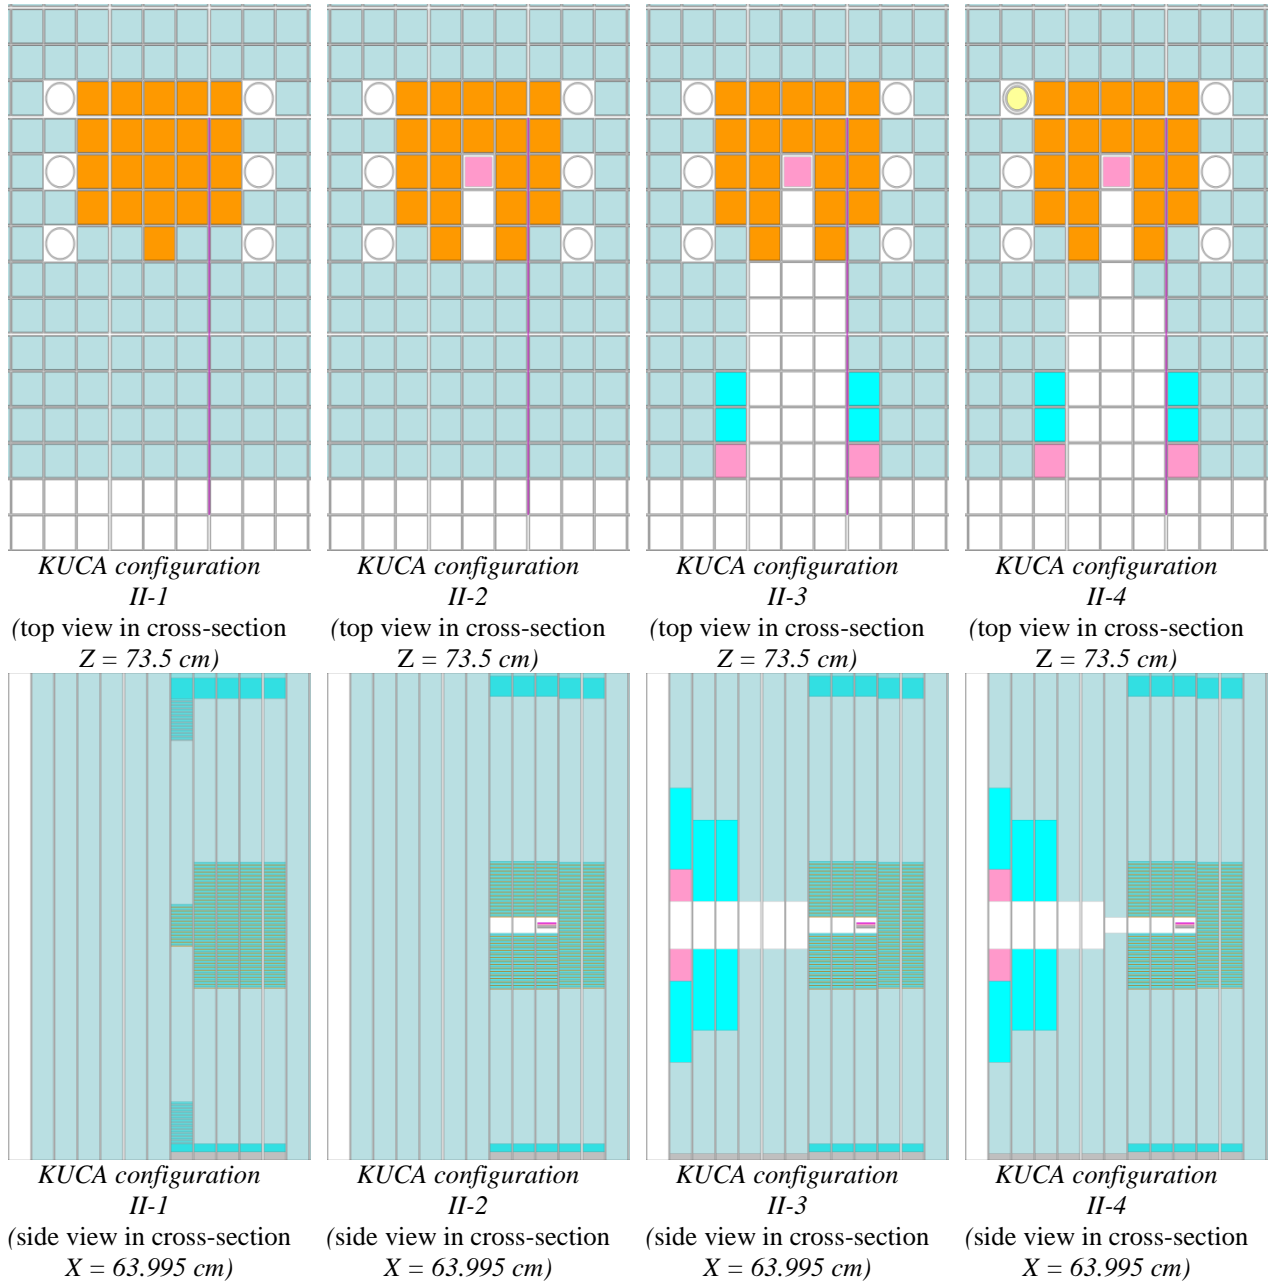 KUCA configuration
II-1
(top view in cross-section
Z = 73.5 cm)
KUCA configuration
II-2
(top view in cross-section
Z = 73.5 cm)
KUCA configuration
II-3
(top view in cross-section
Z = 73.5 cm)
KUCA configuration
II-4
(top view in cross-section
Z = 73.5 cm)
KUCA configuration
II-1
(side view in cross-section
X = 63.995 cm)
KUCA configuration
II-2
(side view in cross-section
X = 63.995 cm)
KUCA configuration
II-3
(side view in cross-section
X = 63.995 cm)
KUCA configuration
II-4
(side view in cross-section
X = 63.995 cm)